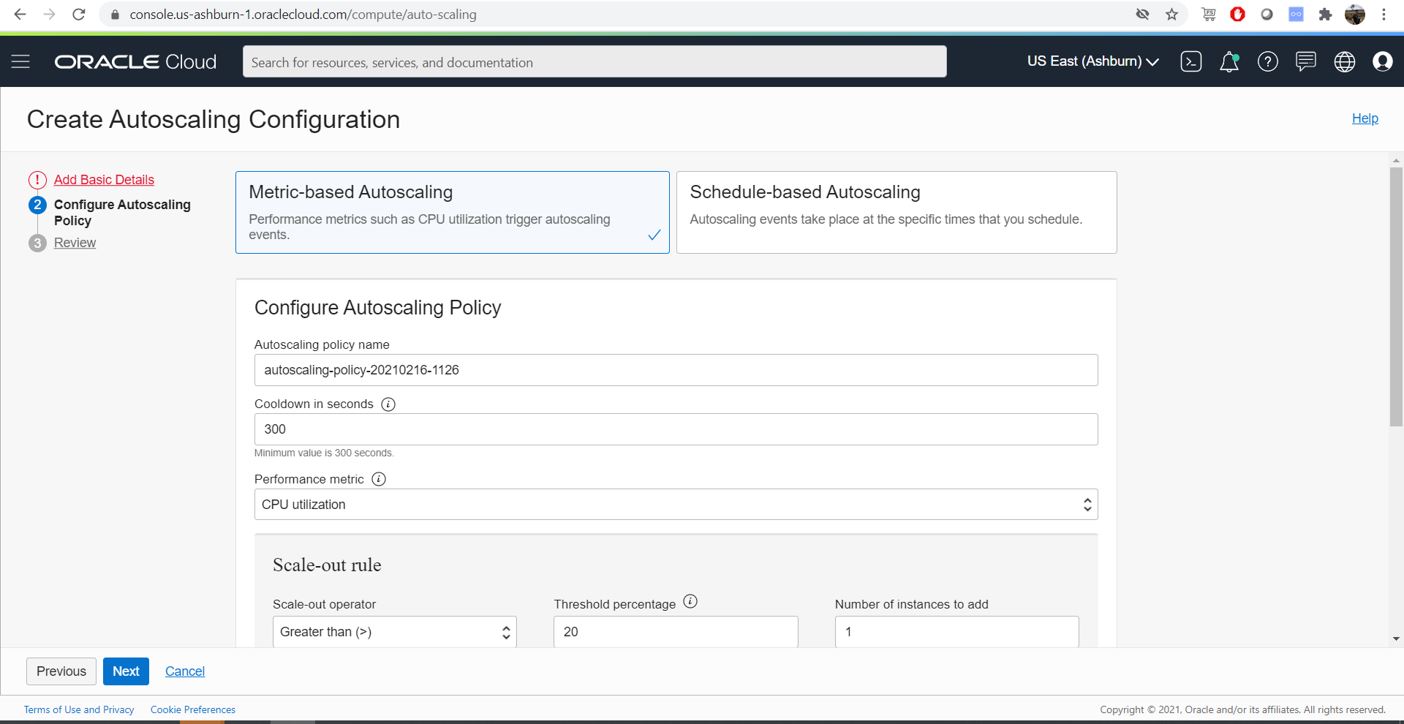 console.us-ashburn-1.oraclecloud.com/compute/auto-scaling
ORACLE Cloud
Search for resources, services, and documentation
US East (Ashburn)
Create Autoscaling Configuration
Help
! Add Basic Details
2 Configure Autoscaling
Policy
3 Review
Metric-based Autoscaling
Performance metrics such as CPU utilization trigger autoscaling
events.
Schedule-based Autoscaling
Autoscaling events take place at the specific times that you schedule.
Configure Autoscaling Policy
Autoscaling policy name
autoscaling-policy-20210216-1126
Cooldown in seconds i
300
Minimum value is 300 seconds.
Performance metric i
CPU utilization
Scale-out rule
Scale-out operator
Greater than (>)
Threshold percentage i
20
Number of instances to add
1
Previous
Next
Cancel
Terms of Use and Privacy
Cookie Preferences
Copyright © 2021, Oracle and/or its affiliates. All rights reserved.